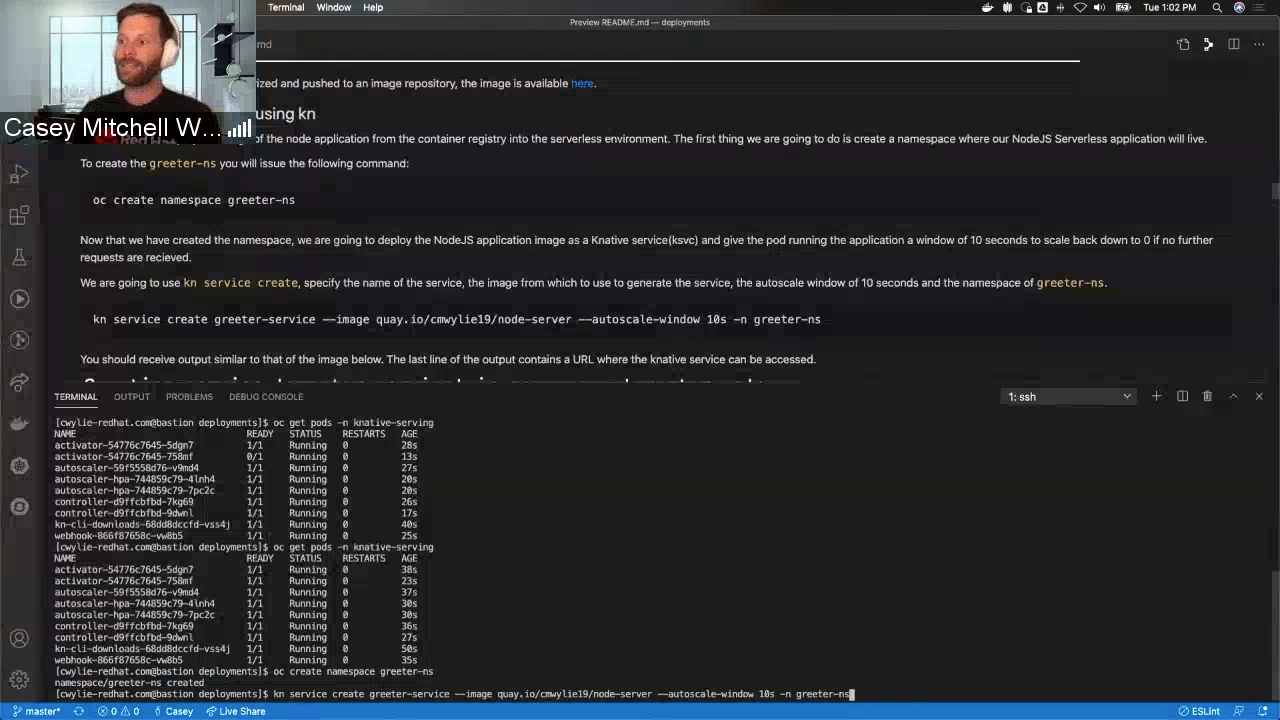 Terminal Window Help Tue 1:02 PM
Preview README.md — deployments
md
rized and pushed to an image repository, the image is available here.
using kn
Casey Mitchell W...
of the node application from the container registry into the serverless environment. The first thing we are going to do is create a namespace where our NodeJS Serverless application will live.
To create the greeter-ns you will issue the following command:
oc create namespace greeter-ns
Now that we have created the namespace, we are going to deploy the NodeJS application image as a Knative service(ksvc) and give the pod running the application a window of 10 seconds to scale back down to 0 if no further
requests are recieved.
We are going to use kn service create, specify the name of the service, the image from which to use to generate the service, the autoscale window of 10 seconds and the namespace of greeter-ns.
kn service create greeter-service --image quay.io/cmwylie19/node-server --autoscale-window 10s -n greeter-ns
You should receive output similar to that of the image below. The last line of the output contains a URL where the knative service can be accessed.
TERMINAL OUTPUT PROBLEMS DEBUG CONSOLE 1: ssh
[cwylie-redhat.com@bastion deployments]$ oc get pods -n knative-serving
NAME READY STATUS RESTARTS AGE
activator-54776c7645-5dgn7 1/1 Running 0 28s
activator-54776c7645-758mf 0/1 Running 0 13s
autoscaler-59f5558d76-v9md4 1/1 Running 0 27s
autoscaler-hpa-744859c79-4lnh4 1/1 Running 0 20s
autoscaler-hpa-744859c79-7pc2c 1/1 Running 0 20s
controller-d9ffcbfbd-7kg69 1/1 Running 0 26s
controller-d9ffcbfbd-9dwnl 1/1 Running 0 17s
kn-cli-downloads-68dd8dccfd-vss4j 1/1 Running 0 40s
webhook-866f87658c-vw8b5 1/1 Running 0 25s
[cwylie-redhat.com@bastion deployments]$ oc get pods -n knative-serving
NAME READY STATUS RESTARTS AGE
activator-54776c7645-5dgn7 1/1 Running 0 38s
activator-54776c7645-758mf 1/1 Running 0 23s
autoscaler-59f5558d76-v9md4 1/1 Running 0 37s
autoscaler-hpa-744859c79-4lnh4 1/1 Running 0 30s
autoscaler-hpa-744859c79-7pc2c 1/1 Running 0 30s
controller-d9ffcbfbd-7kg69 1/1 Running 0 36s
controller-d9ffcbfbd-9dwnl 1/1 Running 0 27s
kn-cli-downloads-68dd8dccfd-vss4j 1/1 Running 0 50s
webhook-866f87658c-vw8b5 1/1 Running 0 35s
[cwylie-redhat.com@bastion deployments]$ oc create namespace greeter-ns
namespace/greeter-ns created
[cwylie-redhat.com@bastion deployments]$ kn service create greeter-service --image quay.io/cmwylie19/node-server --autoscale-window 10s -n greeter-ns
master* 0 0 Casey Live Share ESLint